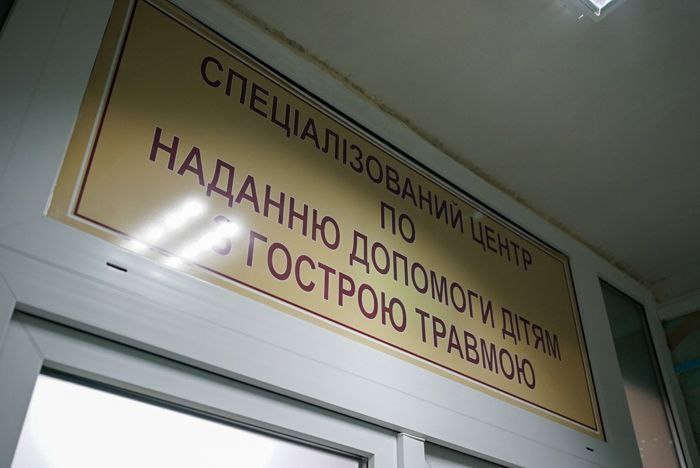 СПЕЦІАЛІЗОВАНИЙ ЦЕНТР
ПО
НАДАННЮ ДОПОМОГИ ДІТЯМ
З ГОСТРОЮ ТРАВМОЮ